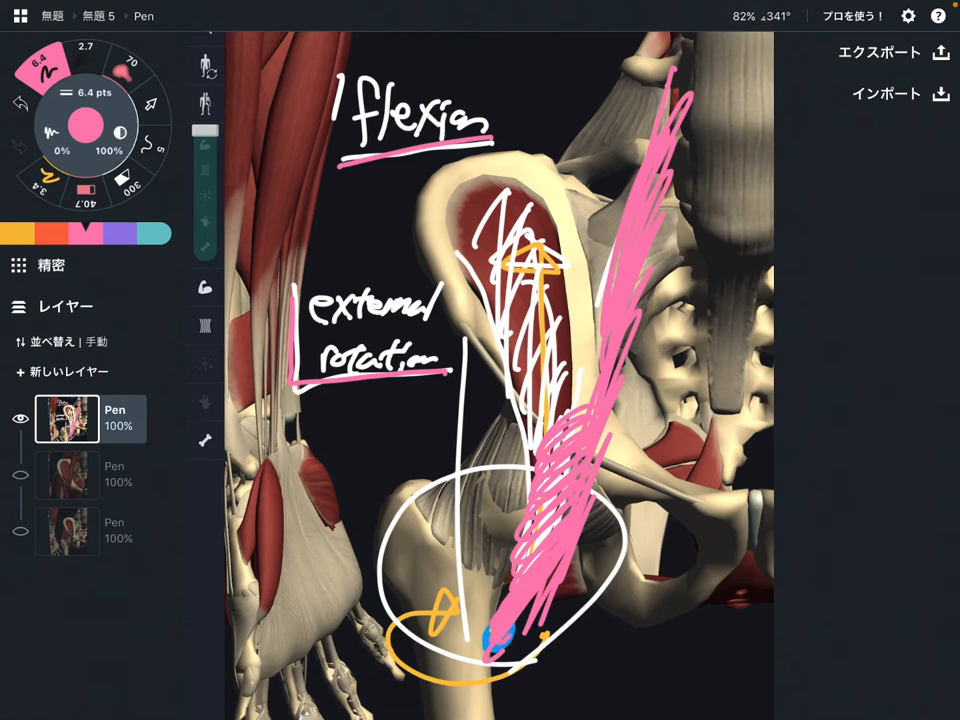 無題 › 無題 5 › Pen
82% ⦟341°
プロを使う！
エクスポート
インポート
2.7
6.4
70
6.4 pts
0%
100%
5
3.4
40.7
300
精密
レイヤー
並べ替え | 手動
+ 新しいレイヤー
Pen
100%
Pen
100%
Pen
100%
flexion
external
rotation